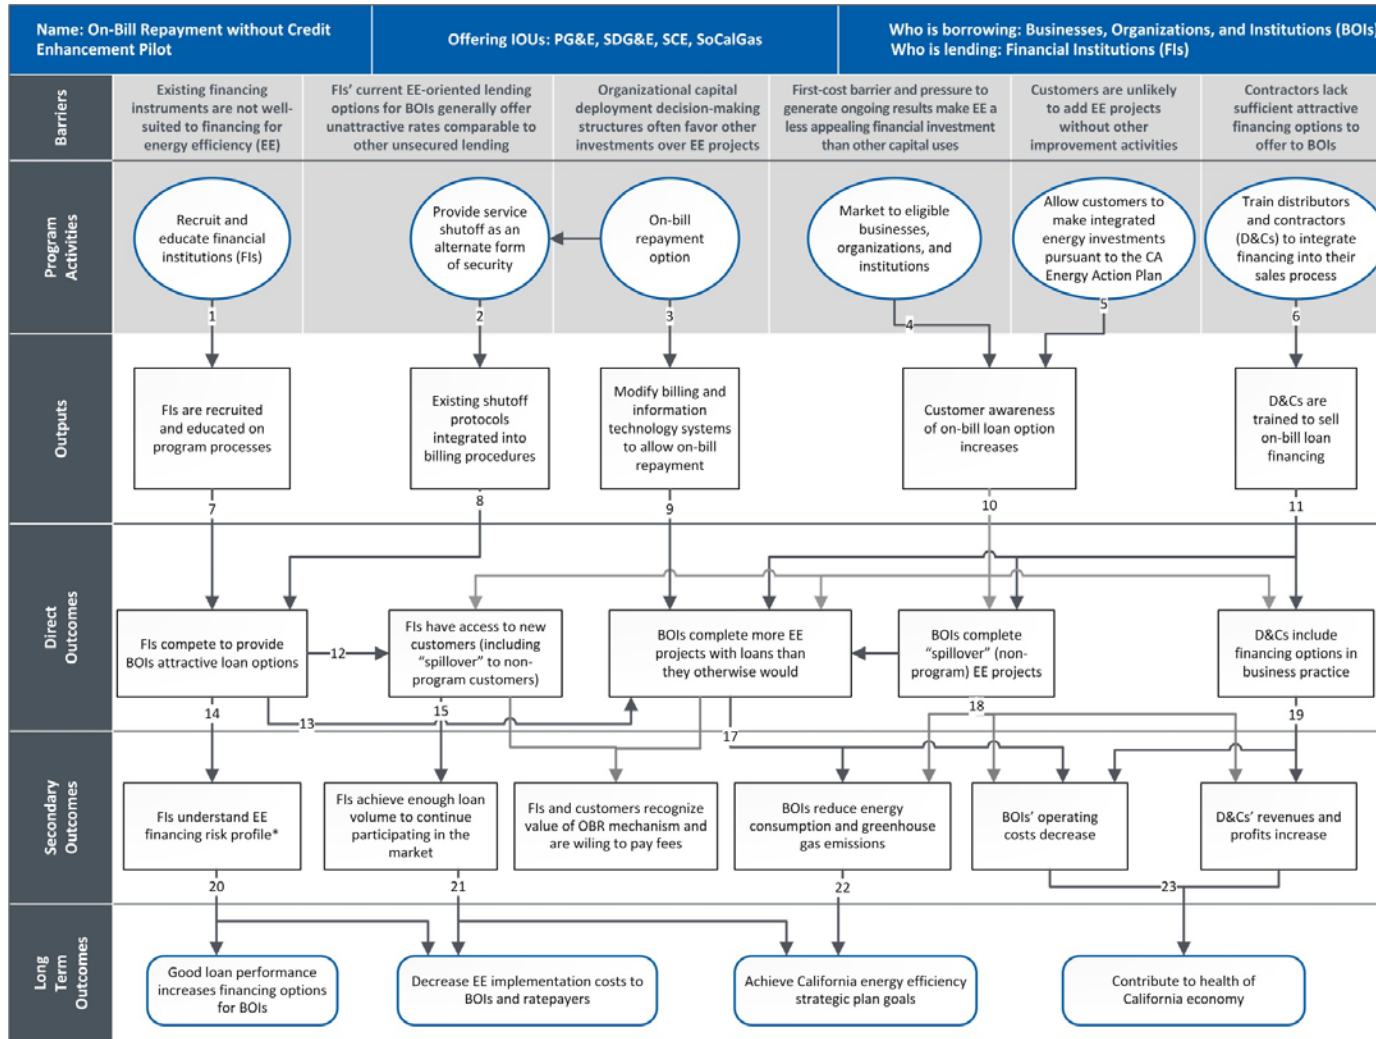 Name: On-Bill Repayment without Credit
Enhancement Pilot
Offering IOUs: PG&E, SDG&E, SCE, SoCalGas
Who is borrowing: Businesses, Organizations, and Institutions (BOIs)
Who is lending: Financial Institutions (FIs)
Barriers
Existing financing
instruments are not well-
suited to financing for
energy efficiency (EE)
FIs' current EE-oriented lending
options for BOIs generally offer
unattractive rates comparable to
other unsecured lending
Organizational capital
deployment decision-making
structures often favor other
investments over EE projects
First-cost barrier and pressure to
generate ongoing results make EE a
less appealing financial investment
than other capital uses
Customers are unlikely
to add EE projects
without other
improvement activities
Contractors lack
sufficient attractive
financing options to
offer to BOIs
Program
Activities
Recruit and
educate financial
institutions (FIs)
Provide service
shutoff as an
alternate form
of security
On-bill
repayment
option
Market to eligible
businesses,
organizations, and
institutions
Allow customers to
make integrated
energy investments
pursuant to the CA
Energy Action Plan
Train distributors
and contractors
(D&Cs) to integrate
financing into their
sales process
1
2
3
4
5
6
Outputs
FIs are recruited
and educated on
program processes
Existing shutoff
protocols
integrated into
billing procedures
Modify billing and
information
technology systems
to allow on-bill
repayment
Customer awareness
of on-bill loan option
increases
D&Cs are
trained to sell
on-bill loan
financing
7
8
9
10
11
Direct
Outcomes
FIs compete to provide
BOIs attractive loan options
12
FIs have access to new
customers (including
"spillover" to non-
program customers)
BOIs complete more EE
projects with loans than
they otherwise would
BOIs complete
"spillover" (non-
program) EE projects
D&Cs include
financing options in
business practice
14
13
15
17
18
19
Secondary
Outcomes
FIs understand EE
financing risk profile*
FIs achieve enough loan
volume to continue
participating in the
market
FIs and customers recognize
value of OBR mechanism and
are wiling to pay fees
BOIs reduce energy
consumption and greenhouse
gas emissions
BOIs' operating
costs decrease
D&Cs' revenues and
profits increase
20
21
22
23
Long
Term
Outcomes
Good loan performance
increases financing options
for BOIs
Decrease EE implementation costs to
BOIs and ratepayers
Achieve California energy efficiency
strategic plan goals
Contribute to health of
California economy